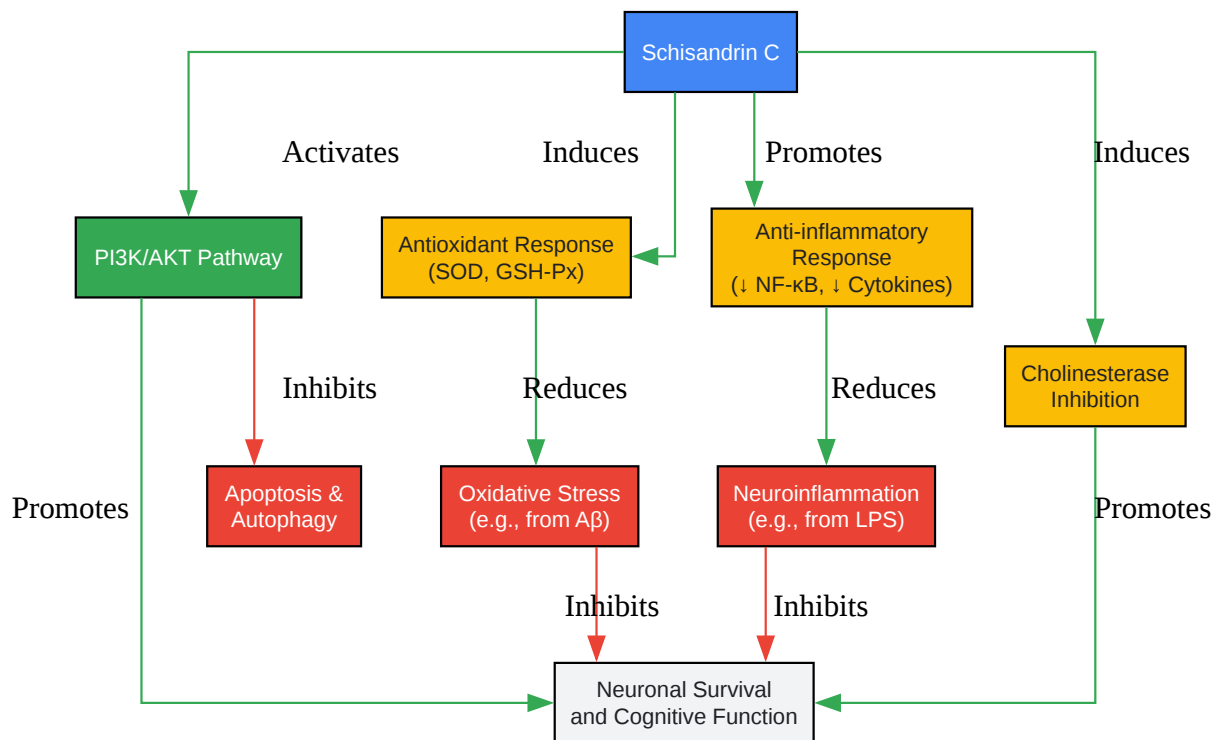 Schisandrin C
Activates
Induces
Promotes
Induces
PI3K/AKT Pathway
Antioxidant Response
(SOD, GSH-Px)
Anti-inflammatory
Response
(↓ NF-κB, ↓ Cytokines)
Inhibits
Reduces
Reduces
Cholinesterase
Inhibition
Promotes
Apoptosis &
Autophagy
Oxidative Stress
(e.g., from Aβ)
Neuroinflammation
(e.g., from LPS)
Promotes
Inhibits
Inhibits
Neuronal Survival
and Cognitive Function